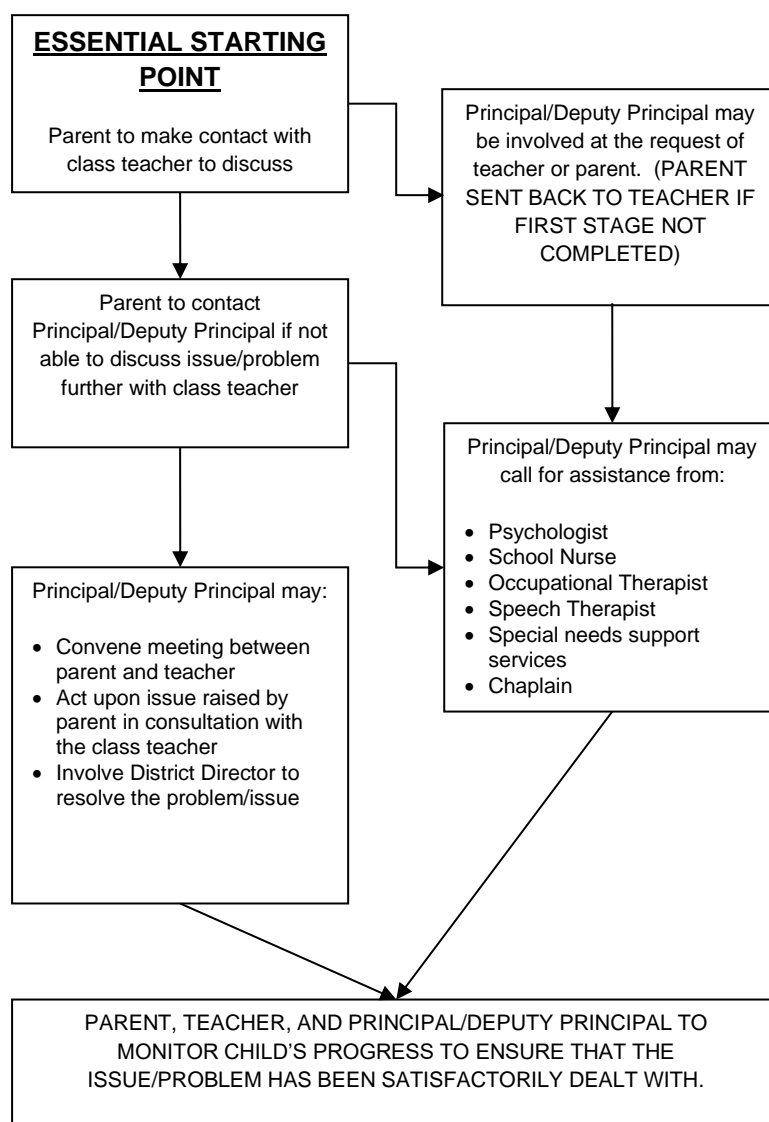 ESSENTIAL STARTING
POINT
Parent to make contact with
class teacher to discuss
Principal/Deputy Principal may
be involved at the request of
teacher or parent.  (PARENT
SENT BACK TO TEACHER IF
FIRST STAGE NOT
COMPLETED)
Parent to contact
Principal/Deputy Principal if not
able to discuss issue/problem
further with class teacher
Principal/Deputy Principal may
call for assistance from:
• Psychologist
• School Nurse
• Occupational Therapist
• Speech Therapist
• Special needs support
services
• Chaplain
Principal/Deputy Principal may:
• Convene meeting between
parent and teacher
• Act upon issue raised by
parent in consultation with
the class teacher
• Involve District Director to
resolve the problem/issue
PARENT, TEACHER, AND PRINCIPAL/DEPUTY PRINCIPAL TO
MONITOR CHILD’S PROGRESS TO ENSURE THAT THE
ISSUE/PROBLEM HAS BEEN SATISFACTORILY DEALT WITH.